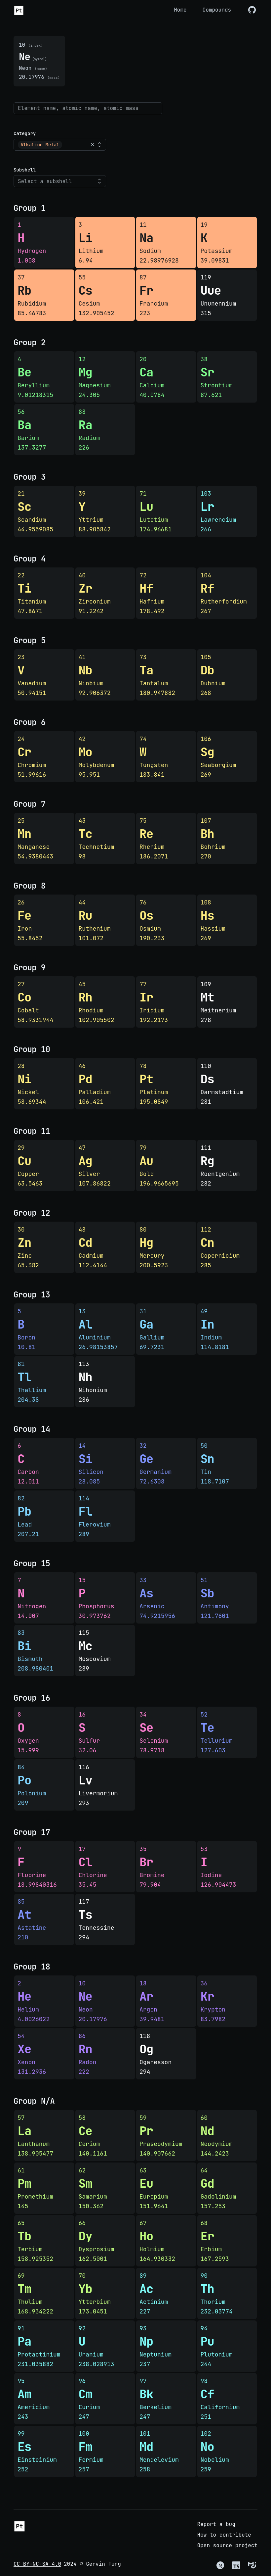 Pt
Home Compounds
10 (index)
Ne (symbol)
Neon (name)
20.17976 (mass)
Element name, atomic name, atomic mass
Category
Alkaline Metal
Subshell
Select a subshell
Group 1
1 3 11 19
H Li Na K
Hydrogen Lithium Sodium Potassium
1.008 6.94 22.98976928 39.09831
37 55 87 119
Rb Cs Fr Uue
Rubidium Cesium Francium Ununennium
85.46783 132.905452 223 315
Group 2
4 12 20 38
Be Mg Ca Sr
Beryllium Magnesium Calcium Strontium
9.01218315 24.305 40.0784 87.621
56 88
Ba Ra
Barium Radium
137.3277 226
Group 3
21 39 71 103
Sc Y Lu Lr
Scandium Yttrium Lutetium Lawrencium
44.9559085 88.905842 174.96681 266
Group 4
22 40 72 104
Ti Zr Hf Rf
Titanium Zirconium Hafnium Rutherfordium
47.8671 91.2242 178.492 267
Group 5
23 41 73 105
V Nb Ta Db
Vanadium Niobium Tantalum Dubnium
50.94151 92.906372 180.947882 268
Group 6
24 42 74 106
Cr Mo W Sg
Chromium Molybdenum Tungsten Seaborgium
51.99616 95.951 183.841 269
Group 7
25 43 75 107
Mn Tc Re Bh
Manganese Technetium Rhenium Bohrium
54.9380443 98 186.2071 270
Group 8
26 44 76 108
Fe Ru Os Hs
Iron Ruthenium Osmium Hassium
55.8452 101.072 190.233 269
Group 9
27 45 77 109
Co Rh Ir Mt
Cobalt Rhodium Iridium Meitnerium
58.9331944 102.905502 192.2173 278
Group 10
28 46 78 110
Ni Pd Pt Ds
Nickel Palladium Platinum Darmstadtium
58.69344 106.421 195.0849 281
Group 11
29 47 79 111
Cu Ag Au Rg
Copper Silver Gold Roentgenium
63.5463 107.86822 196.9665695 282
Group 12
30 48 80 112
Zn Cd Hg Cn
Zinc Cadmium Mercury Copernicium
65.382 112.4144 200.5923 285
Group 13
5 13 31 49
B Al Ga In
Boron Aluminium Gallium Indium
10.81 26.98153857 69.7231 114.8181
81 113
Tl Nh
Thallium Nihonium
204.38 286
Group 14
6 14 32 50
C Si Ge Sn
Carbon Silicon Germanium Tin
12.011 28.085 72.6308 118.7107
82 114
Pb Fl
Lead Flerovium
207.21 289
Group 15
7 15 33 51
N P As Sb
Nitrogen Phosphorus Arsenic Antimony
14.007 30.973762 74.9215956 121.7601
83 115
Bi Mc
Bismuth Moscovium
208.980401 289
Group 16
8 16 34 52
O S Se Te
Oxygen Sulfur Selenium Tellurium
15.999 32.06 78.9718 127.603
84 116
Po Lv
Polonium Livermorium
209 293
Group 17
9 17 35 53
F Cl Br I
Fluorine Chlorine Bromine Iodine
18.99840316 35.45 79.904 126.904473
85 117
At Ts
Astatine Tennessine
210 294
Group 18
2 10 18 36
He Ne Ar Kr
Helium Neon Argon Krypton
4.0026022 20.17976 39.9481 83.7982
54 86 118
Xe Rn Og
Xenon Radon Oganesson
131.2936 222 294
Group N/A
57 58 59 60
La Ce Pr Nd
Lanthanum Cerium Praseodymium Neodymium
138.905477 140.1161 140.907662 144.2423
61 62 63 64
Pm Sm Eu Gd
Promethium Samarium Europium Gadolinium
145 150.362 151.9641 157.253
65 66 67 68
Tb Dy Ho Er
Terbium Dysprosium Holmium Erbium
158.925352 162.5001 164.930332 167.2593
69 70 89 90
Tm Yb Ac Th
Thulium Ytterbium Actinium Thorium
168.934222 173.0451 227 232.03774
91 92 93 94
Pa U Np Pu
Protactinium Uranium Neptunium Plutonium
231.035882 238.028913 237 244
95 96 97 98
Am Cm Bk Cf
Americium Curium Berkelium Californium
243 247 247 251
99 100 101 102
Es Fm Md No
Einsteinium Fermium Mendelevium Nobelium
252 257 258 259
Pt
Report a bug
How to contribute
Open source project
CC BY-NC-SA 4.0 2024 © Gervin Fung